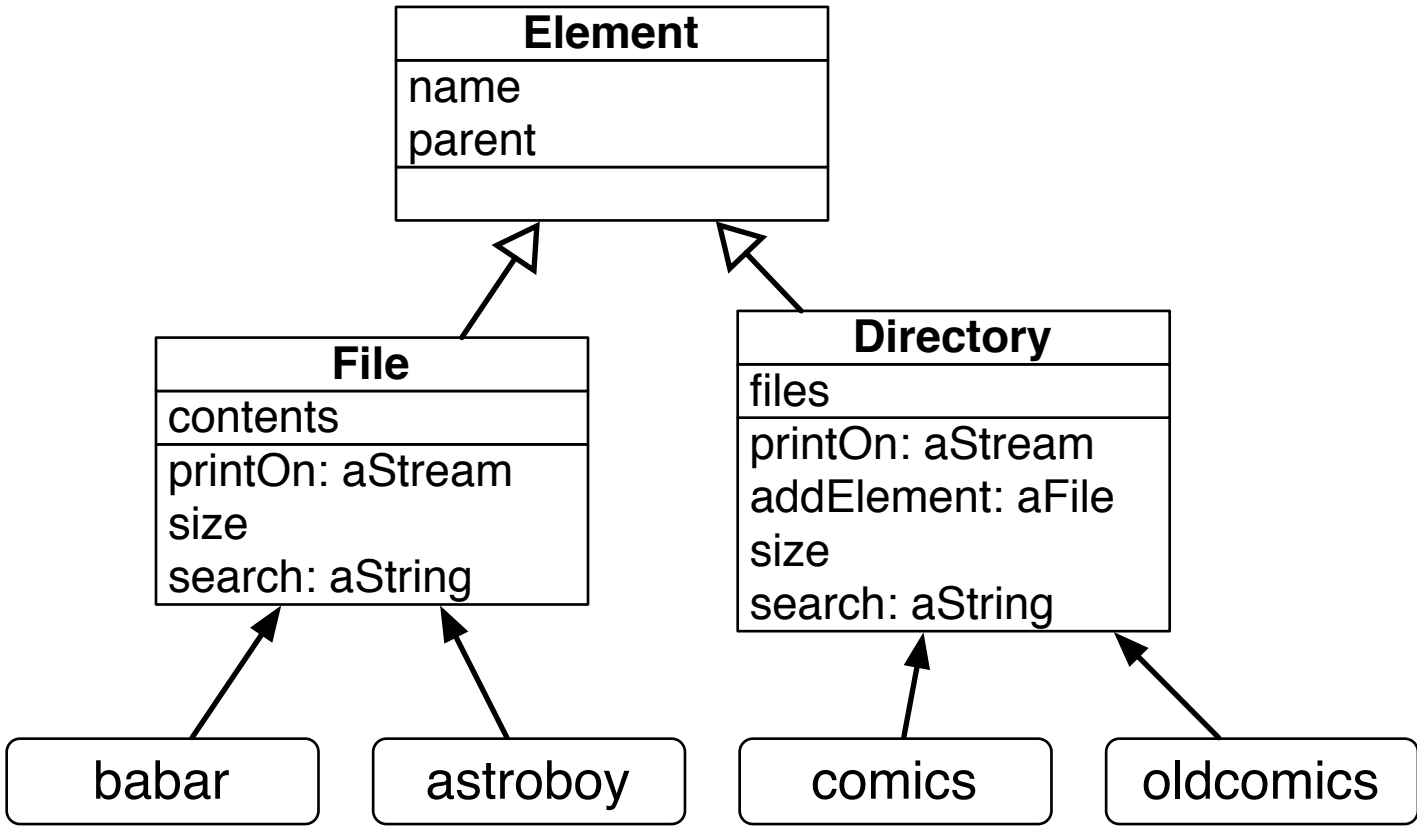 Element
name
parent
File
contents
printOn: aStream
size
search: aString
Directory
files
printOn: aStream
addElement: aFile
size
search: aString
babar
astroboy
comics
oldcomics